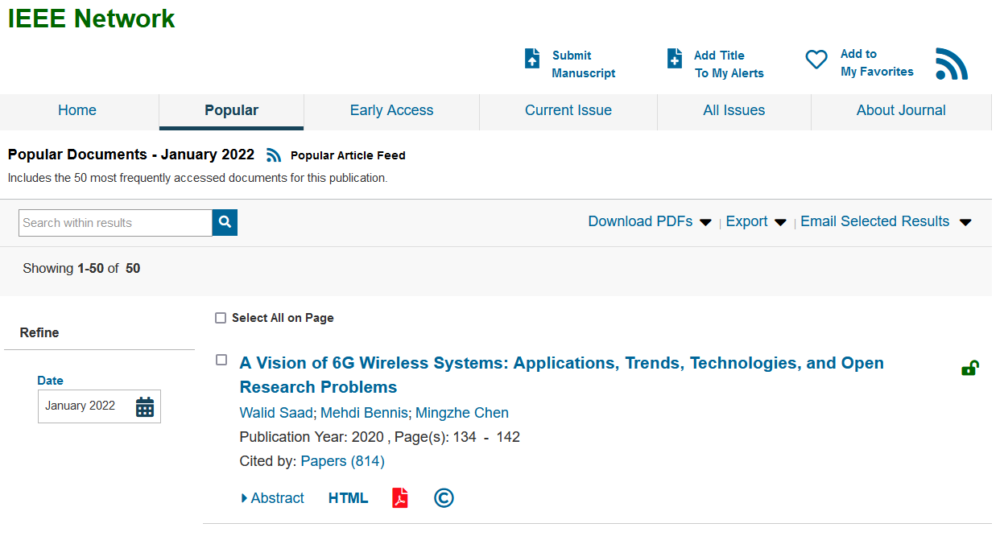 IEEE Network
Submit
Manuscript
Add Title
To My Alerts
Add to
My Favorites
Home
Popular
Early Access
Current Issue
All Issues
About Journal
Popular Documents - January 2022 Popular Article Feed
Includes the 50 most frequently accessed documents for this publication.
Search within results
Download PDFs | Export | Email Selected Results
Showing 1-50 of 50
Refine
Date
January 2022
Select All on Page
A Vision of 6G Wireless Systems: Applications, Trends, Technologies, and Open
Research Problems
Walid Saad; Mehdi Bennis; Mingzhe Chen
Publication Year: 2020 , Page(s): 134 - 142
Cited by: Papers (814)
Abstract HTML ©